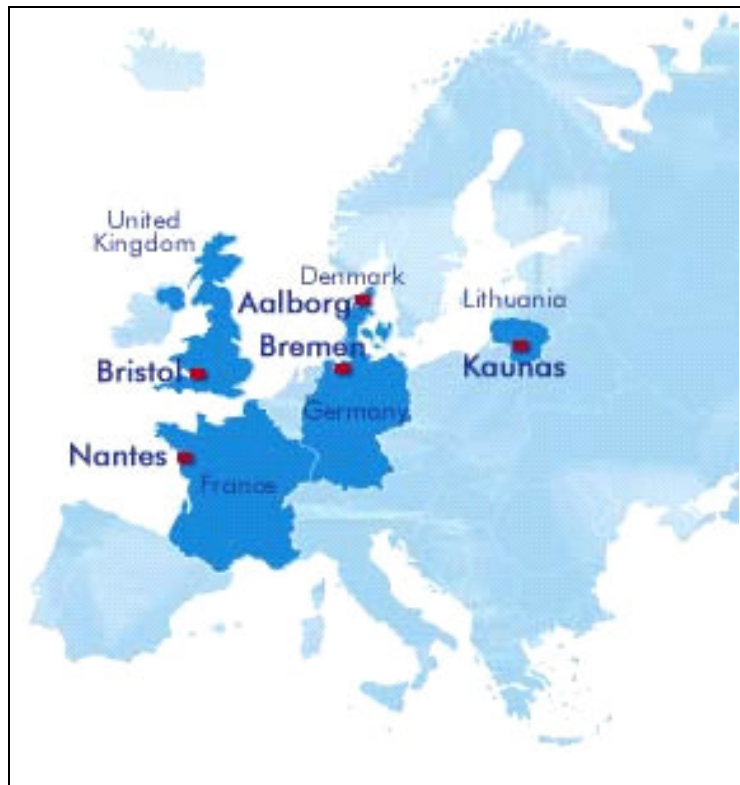 United
Kingdom
Denmark
Aalborg
Lithuania
Bremen
Bristol
Kaunas
Germany
Nantes
France